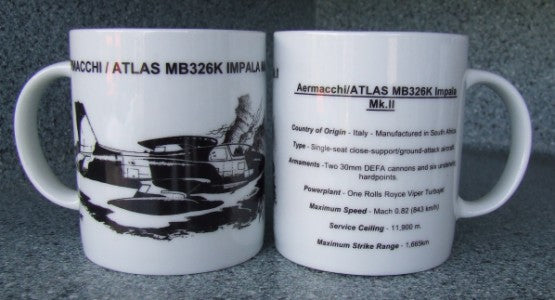 MACCHI / ATLAS MB326K IMPALA M
Aermacchi/ATLAS MB326K Impala
Mk.II
Country of Origin - Italy - Manufactured in South Africa
Type - Single-seat close-support/ground-attack aircraft
Armaments -Two 30mm DEFA cannons and six underwing
hardpoints.
Powerplant - One Rolls Royce Viper Turbojet
Maximum Speed - Mach 0.82 (843 km/h)
Service Ceiling - 11,900 m.
Maximum Strike Range - 1,665km